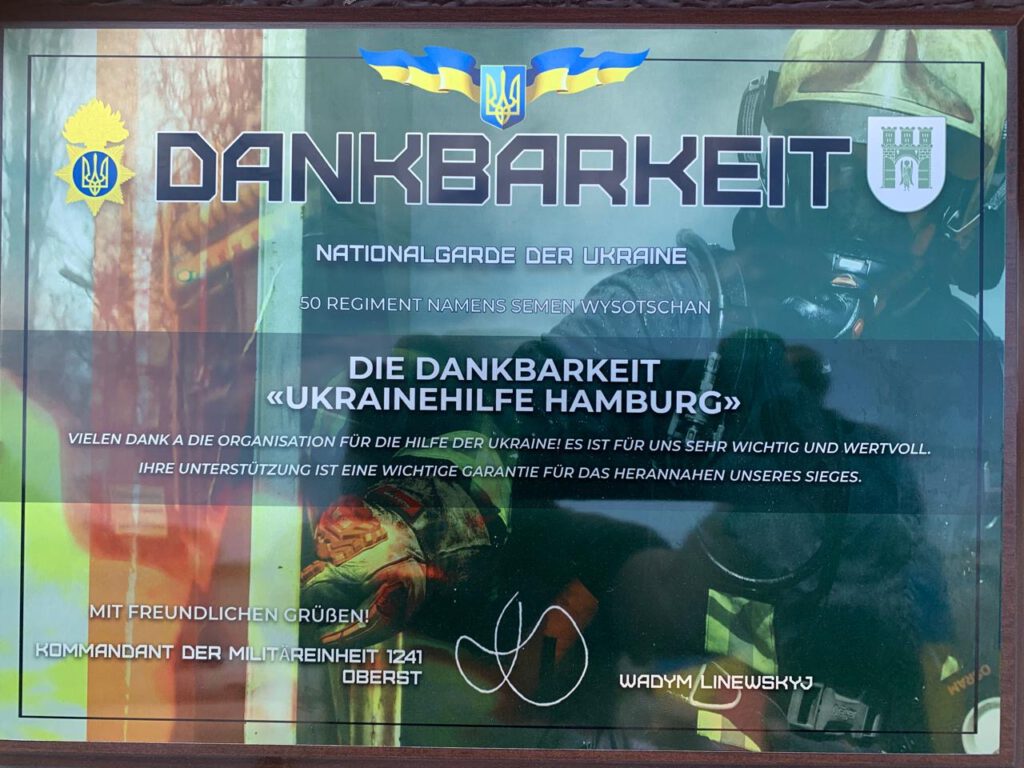 DANKBARKEIT
NATIONALGARDE DER UKRAINE
50 REGIMENT NAMENS SEMEN WYSOTSCHAN
DIE DANKBARKEIT
«UKRAINEHILFE HAMBURG»
VIELEN DANK A DIE ORGANISATION FÜR DIE HILFE DER UKRAINE! ES IST FÜR UNS SEHR WICHTIG UND WERTVOLL.
IHRE UNTERSTÜTZUNG IST EINE WICHTIGE GARANTIE FÜR DAS HERANNAHEN UNSERES SIEGES.
MIT FREUNDLICHEN GRÜßEN!
KOMMANDANT DER MILITÄREINHEIT 1241
OBERST
WADYM LINEWSKYJ
OSRAM